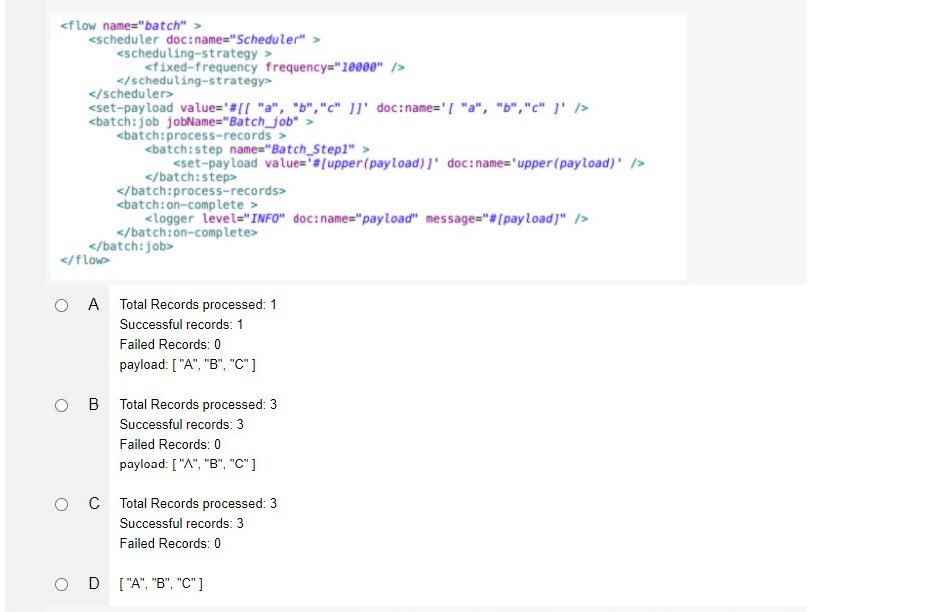 <flow name="batch" >
<scheduler doc:name="Scheduler" >
<scheduling-strategy >
<fixed-frequency frequency="10000" />
</scheduling-strategy>
</scheduler>
<set-payload value='#[[ "a", "b","c" ]]' doc:name='[ "a", "b","c" ]' />
<batch:job jobName="Batch_job" >
<batch:process-records >
<batch:step name="Batch_Step1" >
<set-payload value='#[upper(payload)]' doc:name='upper(payload)' />
</batch:step>
</batch:process-records>
<batch:on-complete >
<logger level="INFO" doc:name="payload" message="#[payload]" />
</batch:on-complete>
</batch:job>
</flow>
A Total Records processed: 1
Successful records: 1
Failed Records: 0
payload: [ "A", "B", "C" ]
B Total Records processed: 3
Successful records: 3
Failed Records: 0
payload: [ "A", "B", "C" ]
C Total Records processed: 3
Successful records: 3
Failed Records: 0
D [ "A", "B", "C" ]